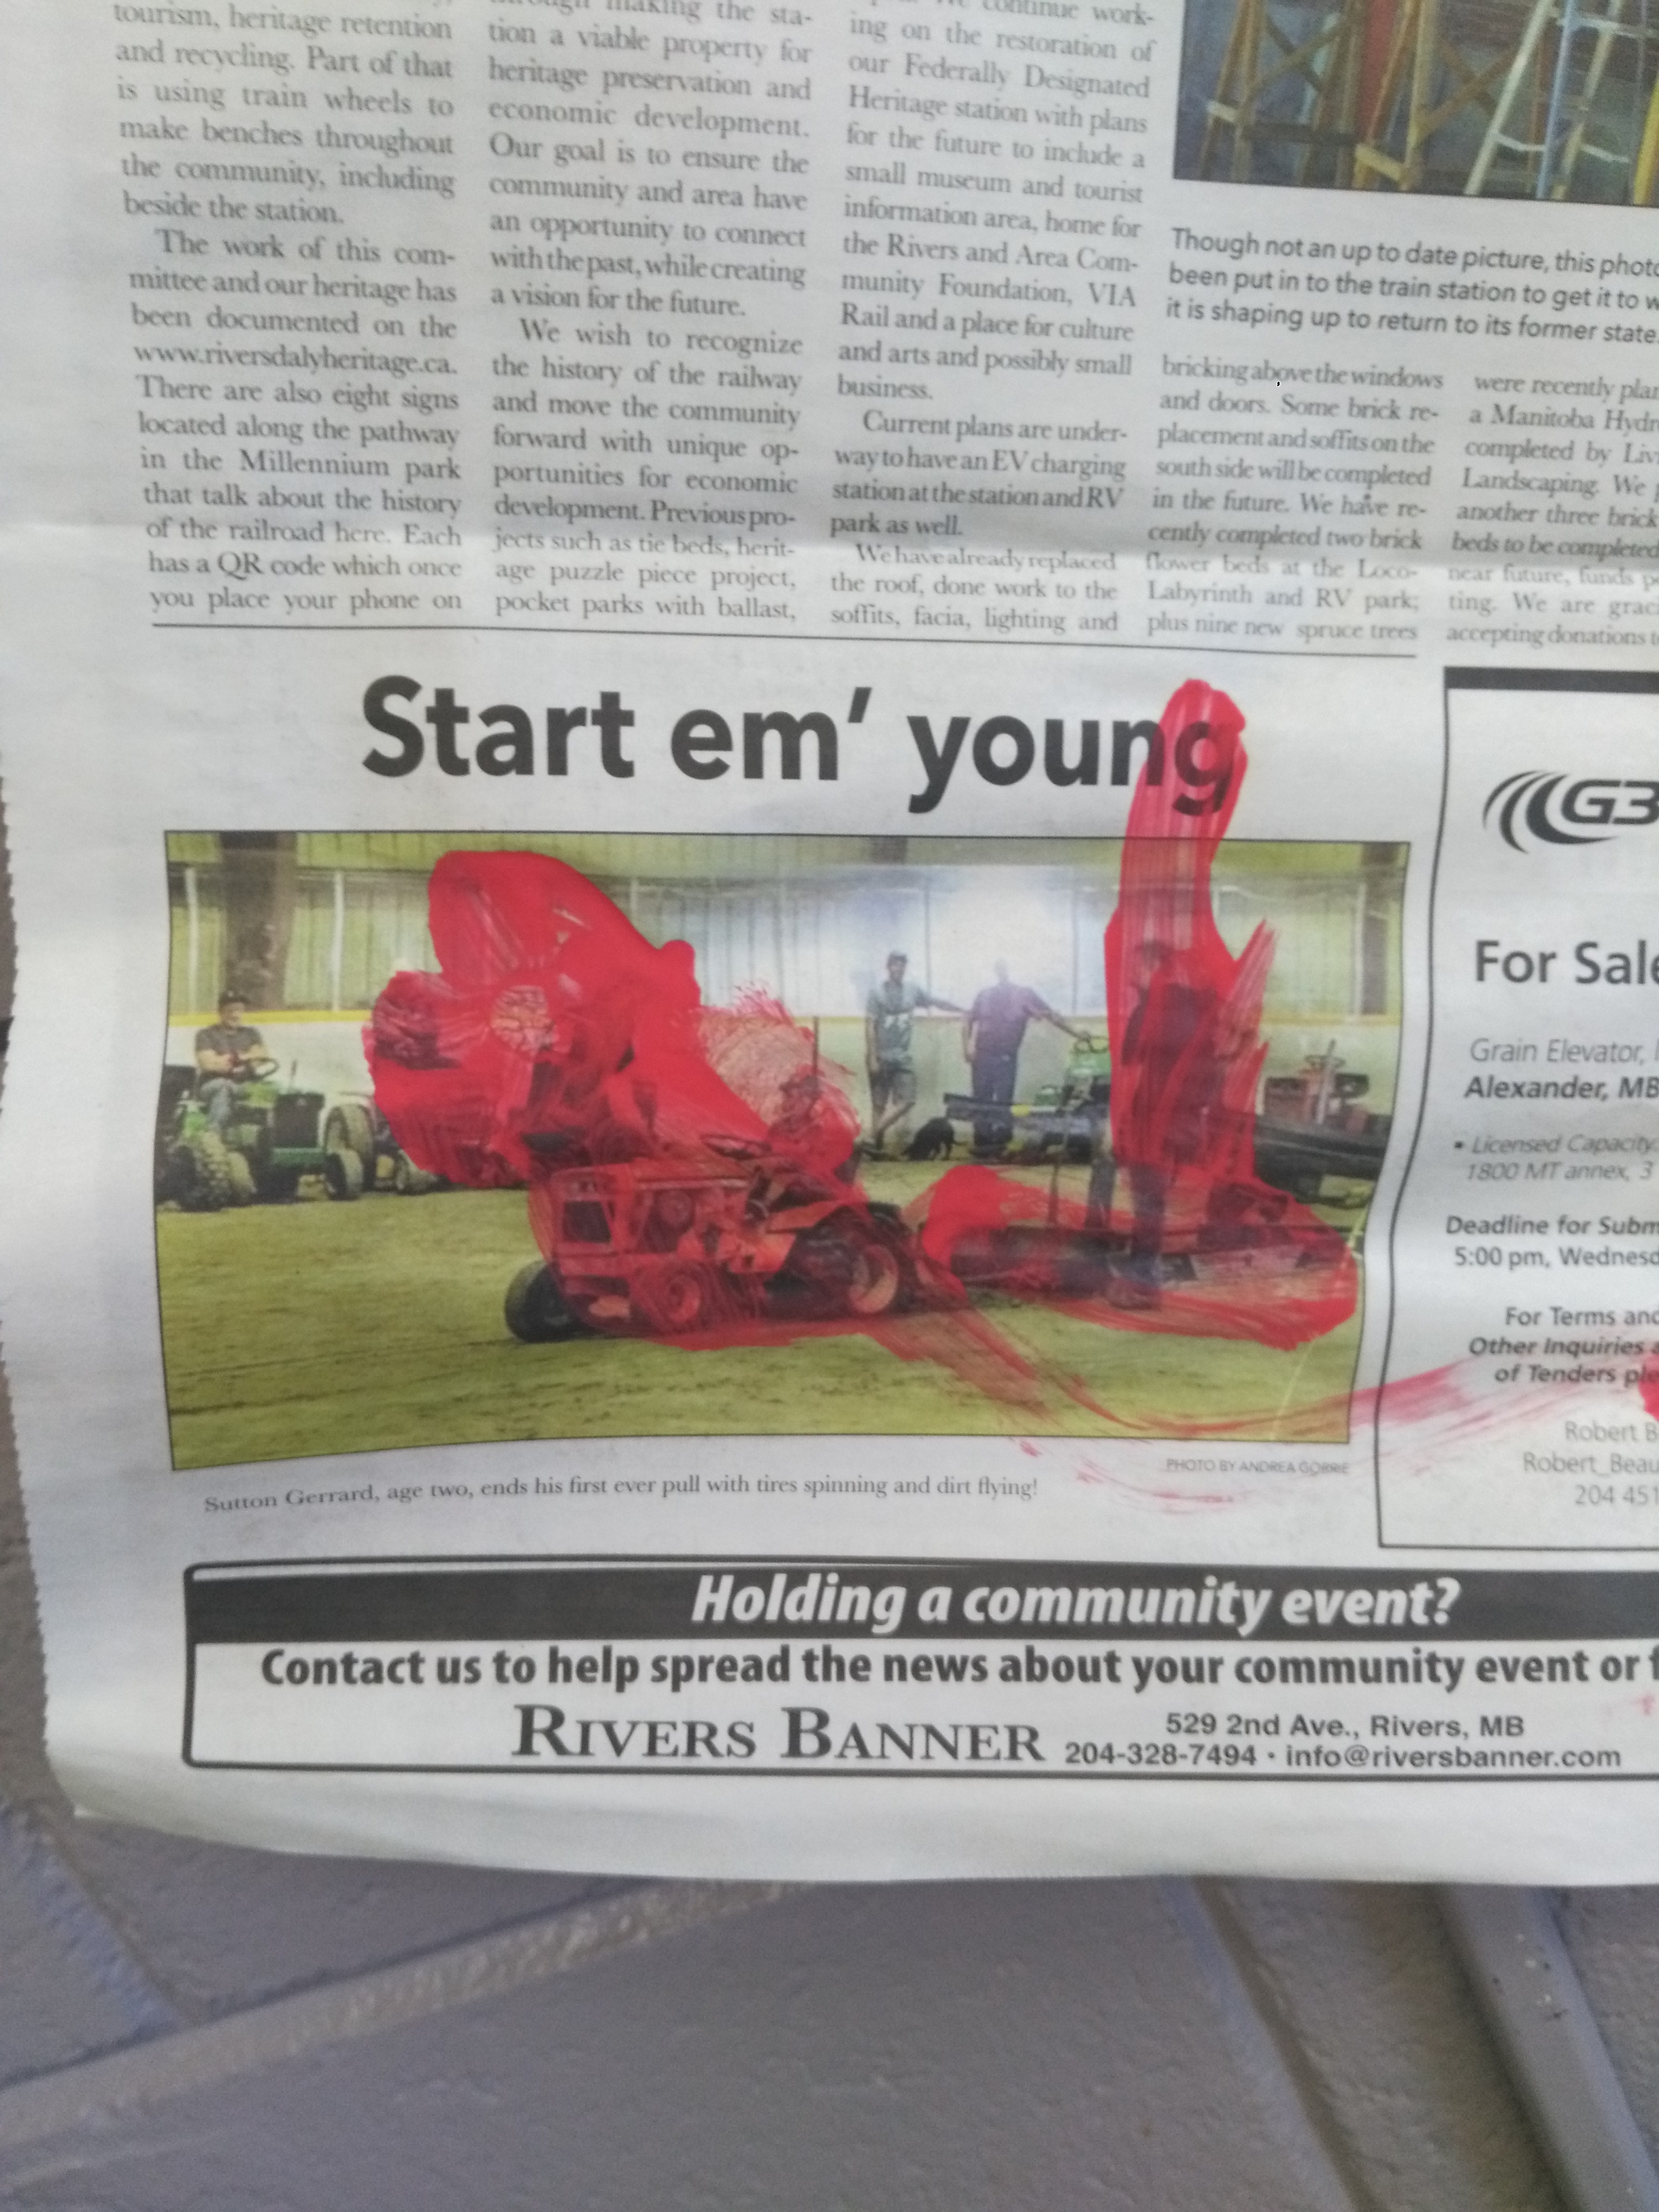 tourism, heritage retention
and recycling. Part of that
is using train wheels to
make benches throughout
the community, including
beside the station.
The work of this com-
mittee and our heritage has
been documented on the
www.riversdalyheritage.ca.
There are also eight signs
located along the pathway
in the Millennium park
that talk about the history
of the railroad here. Each
has a QR code which once
you place your phone on
making the sta-
tion a viable property for
heritage preservation and
economic development.
Our goal is to ensure the
community and area have
an opportunity to connect
with the past, while creating
a vision for the future.
We wish to recognize
the history of the railway
and move the community
forward with unique op-
portunities for economic
development. Previous pro-
jects such as tie beds, herit-
age puzzle piece project,
pocket parks with ballast,
continue work-
ing on the restoration of
our Federally Designated
Heritage station with plans
for the future to include a
small museum and tourist
information area, home for
the Rivers and Area Com-
munity Foundation, VIA
Rail and a place for culture
and arts and possibly small
business.
Current plans are under-
way to have an EV charging
station at the station and RV
park as well.
We have already replaced
the roof, done work to the
soffits, facia, lighting and
Though not an up to date picture, this photo
been put in to the train station to get it to w
it is shaping up to return to its former state.
bricking above the windows
and doors. Some brick re-
placement and soffits on the
south side will be completed
in the future. We have re-
cently completed two brick
flower beds at the Loco-
Labyrinth and RV park;
plus nine new spruce trees
were recently plan
a Manitoba Hydr
completed by Liv
Landscaping. We
another three brick
beds to be completed
near future, funds
ting. We are graci
accepting donations t
Start em' young
PHOTO BY ANDREA GORRIE
Sutton Gerrard, age two, ends his first ever pull with tires spinning and dirt flying!
G3
For Sale
Grain Elevator,
Alexander, MB
• Licensed Capacity:
1800 MT annex, 3
Deadline for Subm
5:00 pm, Wednesd
For Terms and
Other Inquiries
of Tenders ple
Robert B
Robert_Beau
204 451
Holding a community event?
Contact us to help spread the news about your community event or f
RIVERS BANNER
529 2nd Ave., Rivers, MB
204-328-7494 • info@riversbanner.com